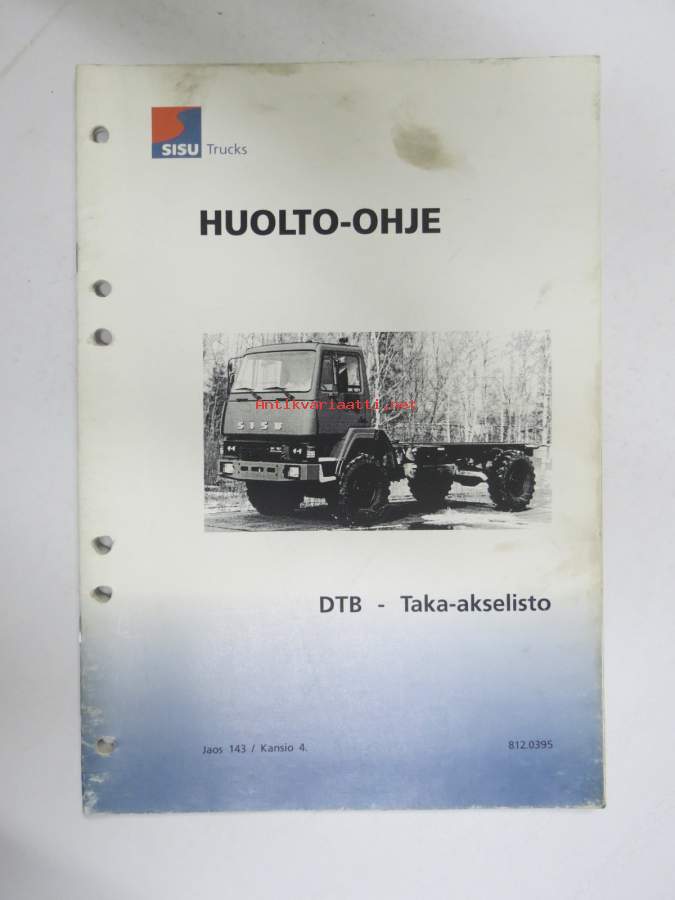 SISU Trucks
HUOLTO-OHJE
Antikvariaatti.net
SISU
DTB - Taka-akselisto
Jaos 143 / Kansio 4. 812.0395